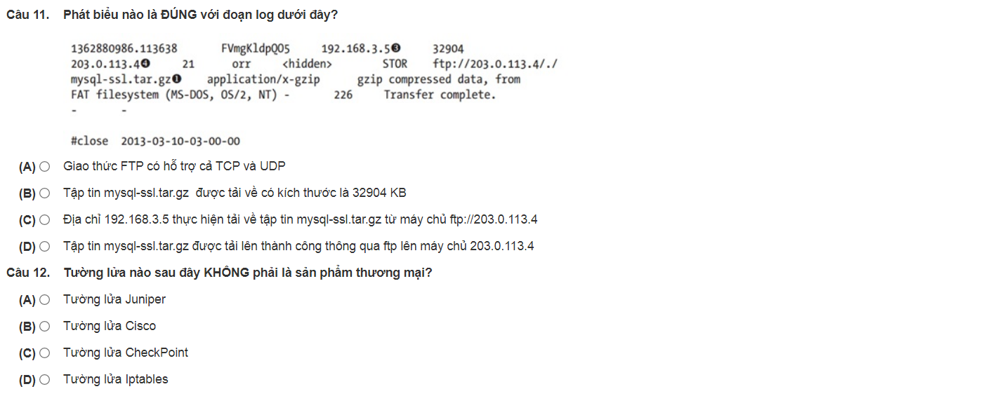 Câu 11. Phát biểu nào là ĐÚNG với đoạn log dưới đây?
1362880986.113638 FVmgKldpQO5 192.168.3.5❸ 32904
203.0.113.4❹ 21 orr <hidden> STOR ftp://203.0.113.4/./
mysql-ssl.tar.gz❶ application/x-gzip gzip compressed data, from
FAT filesystem (MS-DOS, OS/2, NT) - 226 Transfer complete.
- -
#close 2013-03-10-03-00-00
(A) Giao thức FTP có hỗ trợ cả TCP và UDP
(B) Tập tin mysql-ssl.tar.gz được tải về có kích thước là 32904 KB
(C) Địa chỉ 192.168.3.5 thực hiện tải về tập tin mysql-ssl.tar.gz từ máy chủ ftp://203.0.113.4
(D) Tập tin mysql-ssl.tar.gz được tải lên thành công thông qua ftp lên máy chủ 203.0.113.4
Câu 12. Tường lửa nào sau đây KHÔNG phải là sản phẩm thương mại?
(A) Tường lửa Juniper
(B) Tường lửa Cisco
(C) Tường lửa CheckPoint
(D) Tường lửa Iptables